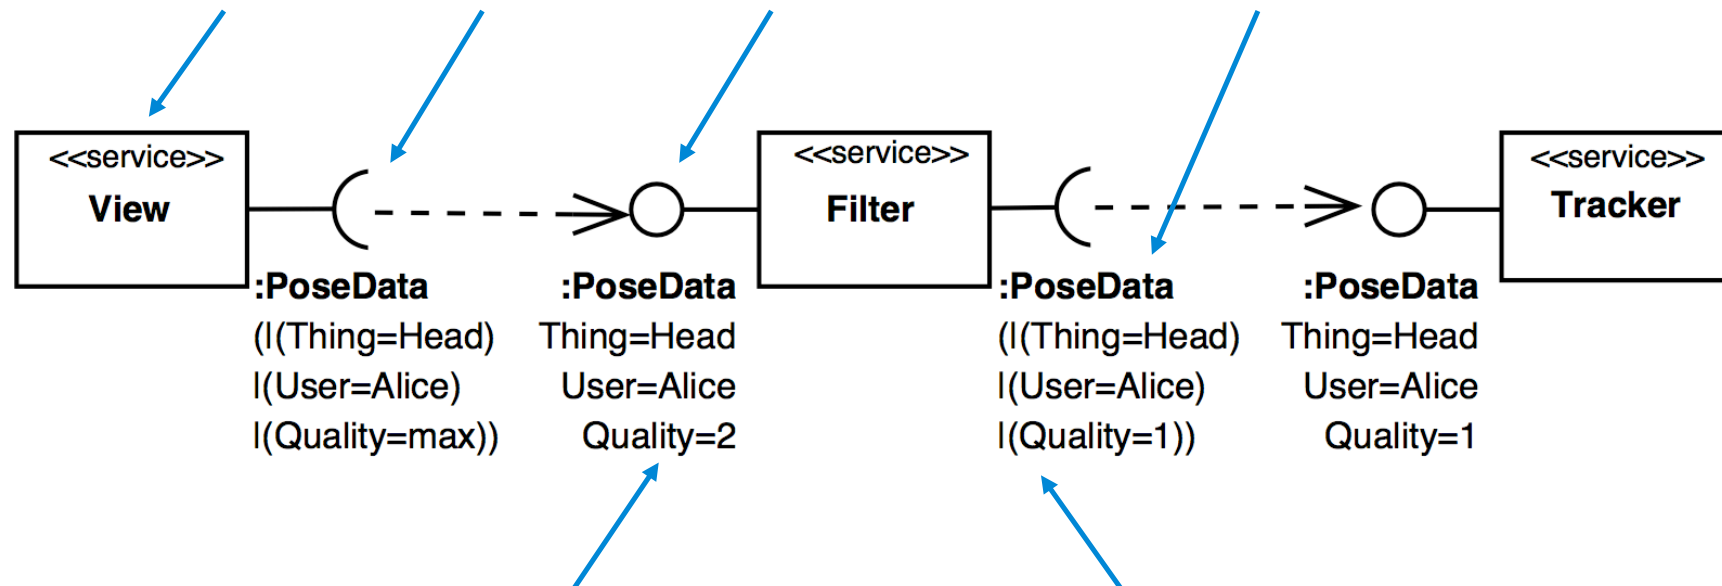 <<service>>
View
<<service>>
Filter
<<service>>
Tracker
:PoseData
(|(Thing=Head)
|(User=Alice)
|(Quality=max))
:PoseData
Thing=Head
User=Alice
Quality=2
:PoseData
(|(Thing=Head)
|(User=Alice)
|(Quality=1))
:PoseData
Thing=Head
User=Alice
Quality=1